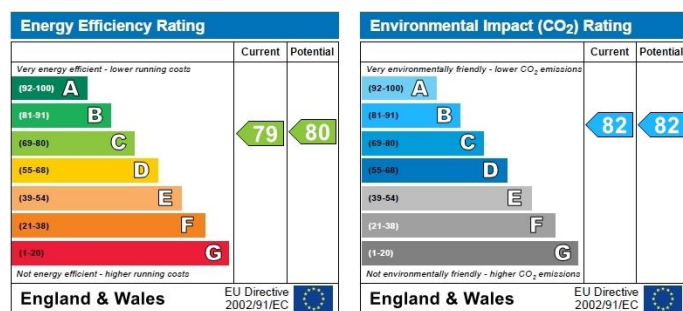 Energy Efficiency Rating
Current Potential
Very energy efficient - lower running costs
(92-100) A
(81-91) B
(69-80) C
(55-68) D
(39-54) E
(21-38) F
(1-20) G
79
80
Not energy efficient - higher running costs
England & Wales
EU Directive
2002/91/EC
Environmental Impact (CO₂) Rating
Current Potential
Very environmentally friendly - lower CO₂ emissions
(92-100) A
(81-91) B
(69-80) C
(55-68) D
(39-54) E
(21-38) F
(1-20) G
82
82
Not environmentally friendly - higher CO₂ emissions
England & Wales
EU Directive
2002/91/EC